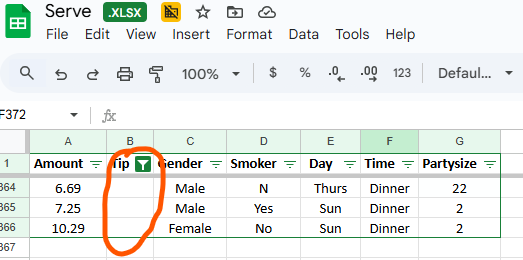 Serve .XLSX
File Edit View Insert Format Data Tools Help
100% $ % .0 .00 123 Defaul...
F372 fx
A B C D E F G
1 Amount Tip Gender Smoker Day Time Partysize
364 6.69 Male N Thurs Dinner 22
365 7.25 Male Yes Sun Dinner 2
366 10.29 Female No Sun Dinner 2
367